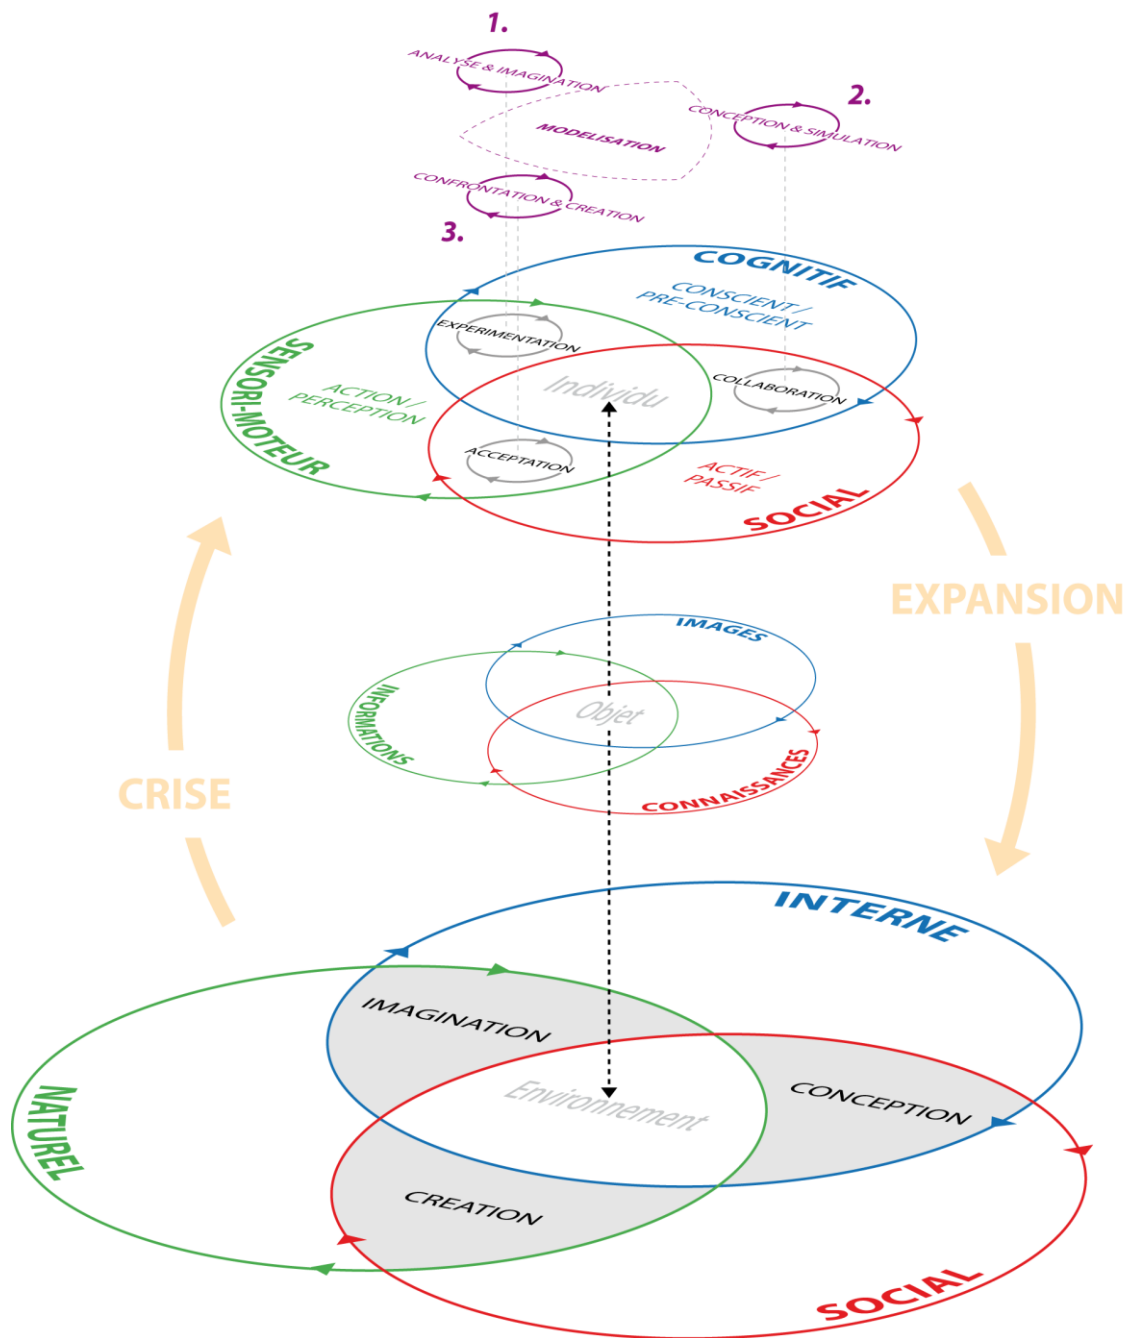 1.
ANALYSE & IMAGINATION
2.
CONCEPTION & SIMULATION
MODELISATION
CONFRONTATION & CREATION
3.
COGNITIF
CONSCIENT /
PRE-CONSCIENT
EXPERIMENTATION
SENSORI-MOTEUR
ACTION /
PERCEPTION
Individu
COLLABORATION
ACCEPTATION
ACTIF /
PASSIF
SOCIAL
EXPANSION
IMAGES
INFORMATIONS
Objet
CONNAISSANCES
CRISE
INTERNE
IMAGINATION
NATUREL
Environnement
CONCEPTION
CREATION
SOCIAL